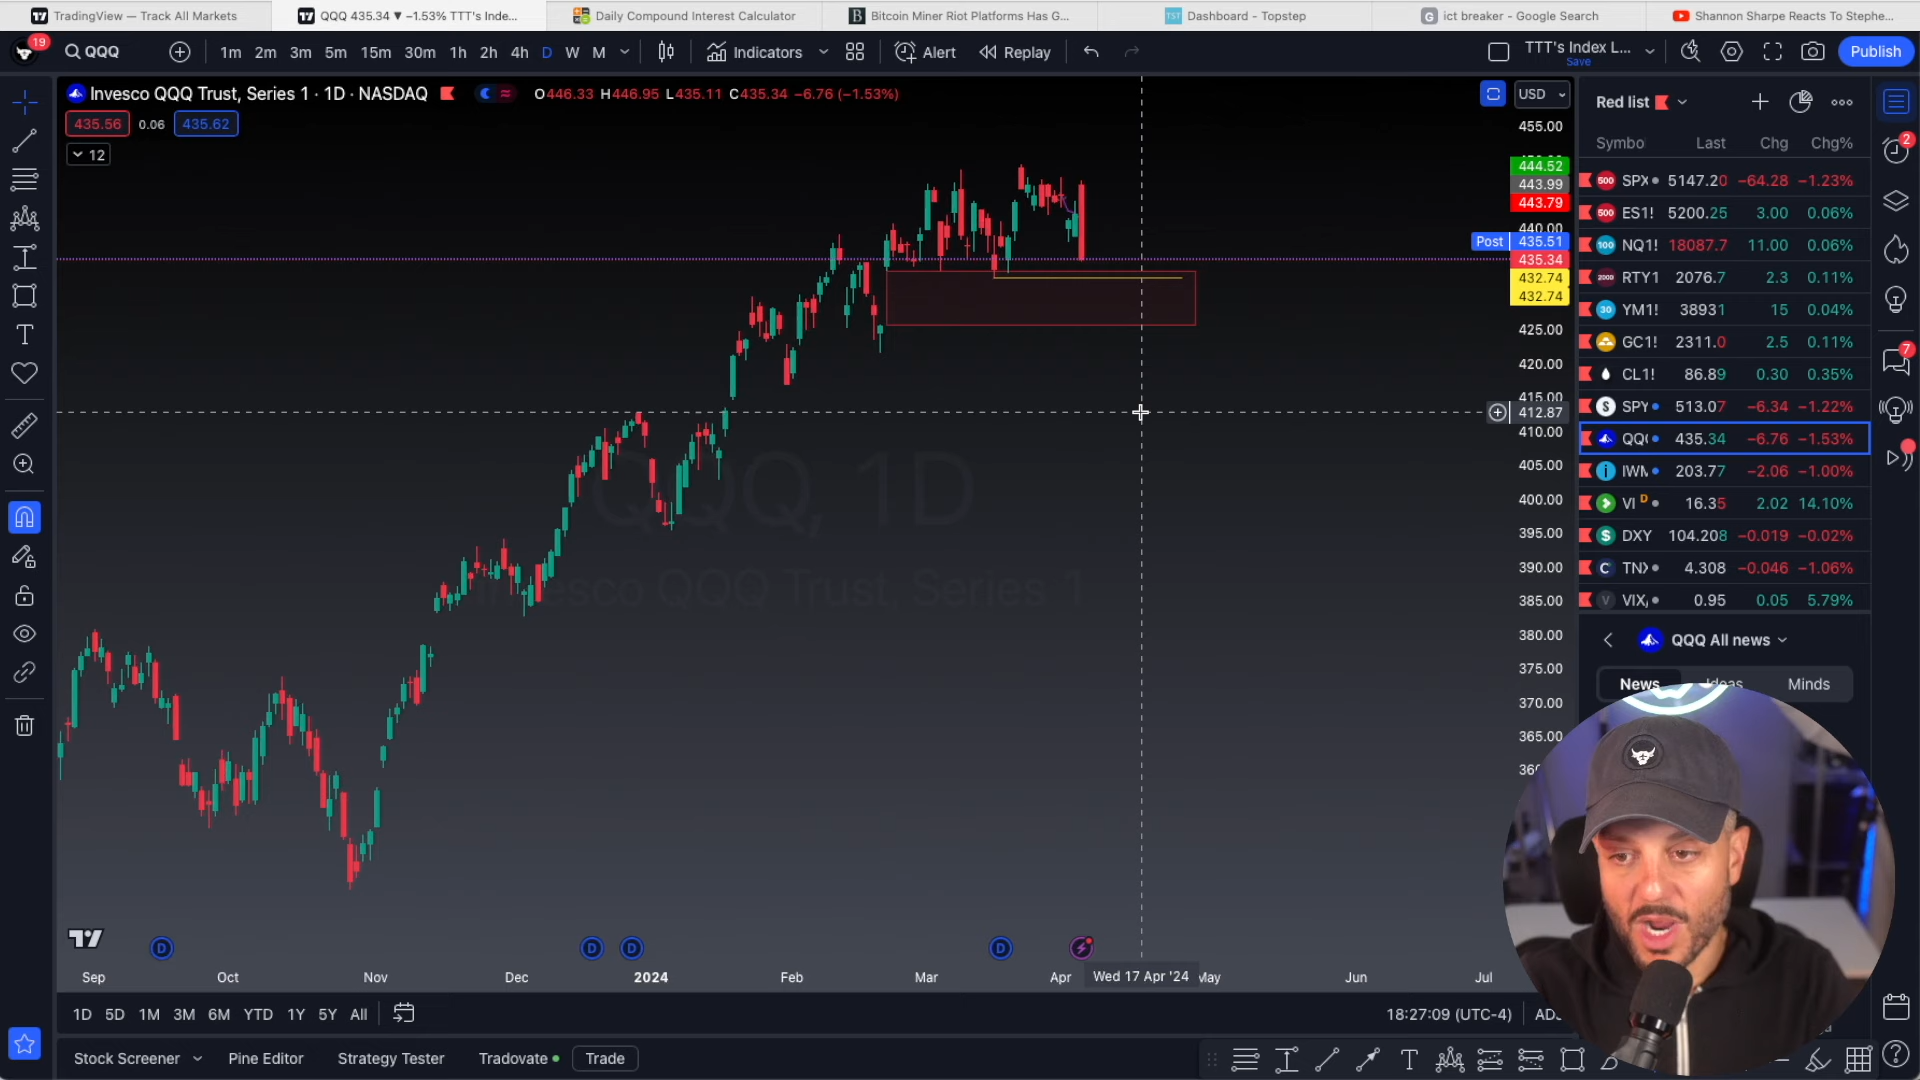 TradingView — Track All Markets
QQQ 435.34 ▼ −1.53% TTT's Inde...
Daily Compound Interest Calculator
Bitcoin Miner Riot Platforms Has G...
Dashboard - Topstep
ict breaker - Google Search
Shannon Sharpe Reacts To Stephe...
19
QQQ
1m 2m 3m 5m 15m 30m 1h 2h 4h D W M
Indicators
Alert
Replay
TTT's Index L...
Save
Publish
Invesco QQQ Trust, Series 1 · 1D · NASDAQ
O446.33 H446.95 L435.11 C435.34 −6.76 (−1.53%)
435.56 0.06 435.62
12
USD
455.00
444.52
443.99
443.79
440.00
Post 435.51
435.34
432.74
432.74
425.00
420.00
415.00
412.87
410.00
405.00
400.00
395.00
390.00
385.00
380.00
375.00
370.00
365.00
QQQ, 1D
Invesco QQQ Trust, Series 1
Red list
Symbo Last Chg Chg%
SPX 5147.20 −64.28 −1.23%
ES1! 5200.25 3.00 0.06%
NQ1! 18087.7 11.00 0.06%
RTY1 2076.7 2.3 0.11%
YM1! 38931 15 0.04%
GC1! 2311.0 2.5 0.11%
CL1! 86.89 0.30 0.35%
SPY 513.07 −6.34 −1.22%
QQ 435.34 −6.76 −1.53%
IWM 203.77 −2.06 −1.00%
VI D 16.35 2.02 14.10%
DXY 104.208 −0.019 −0.02%
TNX 4.308 −0.046 −1.06%
VIX 0.95 0.05 5.79%
2
7
QQQ All news
News Ideas Minds
Sep Oct Nov Dec 2024 Feb Mar Apr Wed 17 Apr '24 May Jun Jul
1D 5D 1M 3M 6M YTD 1Y 5Y All
18:27:09 (UTC-4)
Stock Screener
Pine Editor
Strategy Tester
Tradovate
Trade